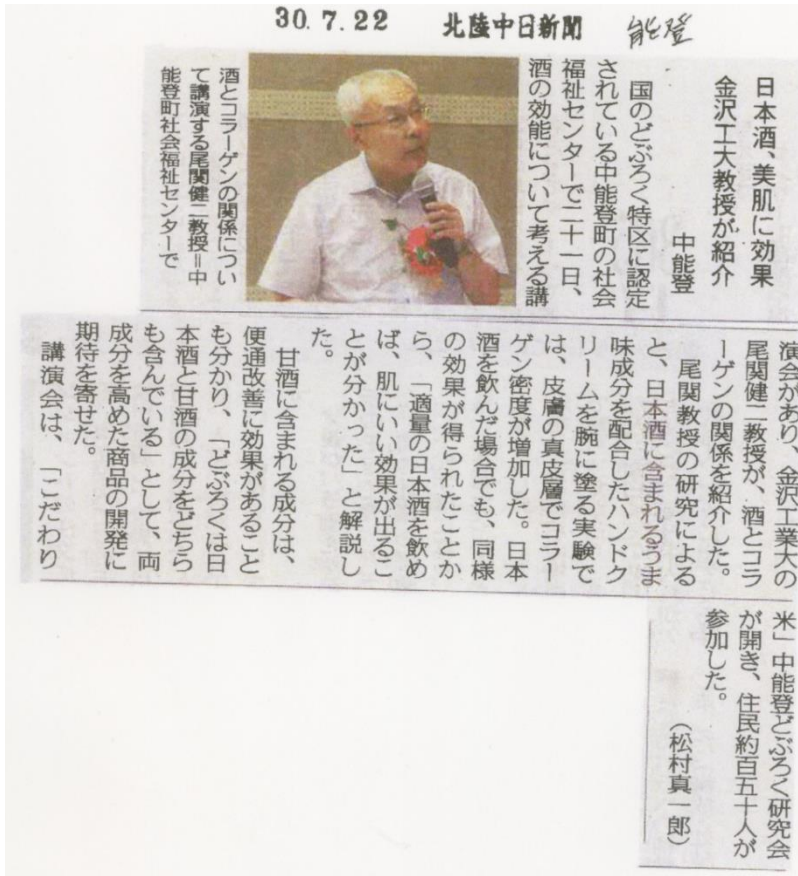 30.7.22　北陸中日新聞　能登
日本酒、美肌に効果
金沢工大教授が紹介
中能登
国のどぶろく特区に認定
されている中能登町の社会
福祉センターで二十一日、
酒の効能について考える講
酒とコラーゲンの関係につい
て講演する尾関健二教授＝中
能登町社会福祉センターで
演会があり、金沢工業大の
尾関健二教授が、酒とコラ
ーゲンの関係を紹介した。
尾関教授の研究による
と、日本酒に含まれるうま
味成分を配合したハンドク
リームを腕に塗る実験で
は、皮膚の真皮層でコラー
ゲン密度が増加した。日本
酒を飲んだ場合でも、同様
の効果が得られたことか
ら、「適量の日本酒を飲め
ば、肌にいい効果が出るこ
とが分かった」と解説し
た。
甘酒に含まれる成分は、
便通改善に効果があること
も分かり、「どぶろくは日
本酒と甘酒の成分をどちら
も含んでいる」として、両
成分を高めた商品の開発に
期待を寄せた。
講演会は、「こだわり
米」中能登どぶろく研究会
が開き、住民約百五十人が
参加した。
（松村真一郎）